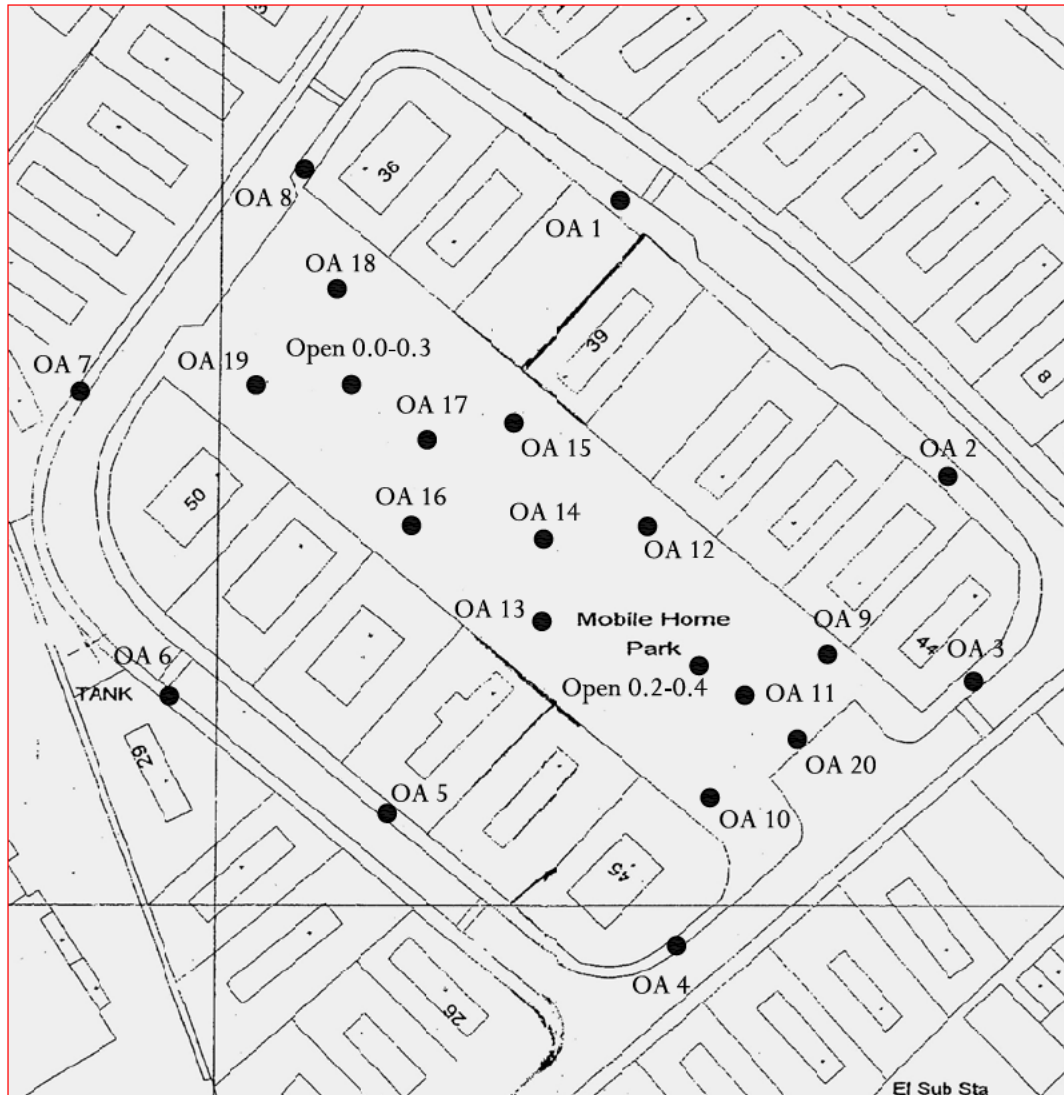 36
OA 8
OA 1
OA 18
39
Open 0.0-0.3
OA 7
OA 19
8
OA 17
OA 15
OA 2
50
OA 16
OA 14
OA 12
OA 13
Mobile Home
Park
OA 9
44
OA 3
OA 6
TANK
Open 0.2-0.4
OA 11
29
OA 20
OA 5
OA 10
45
OA 4
26
El Sub Sta